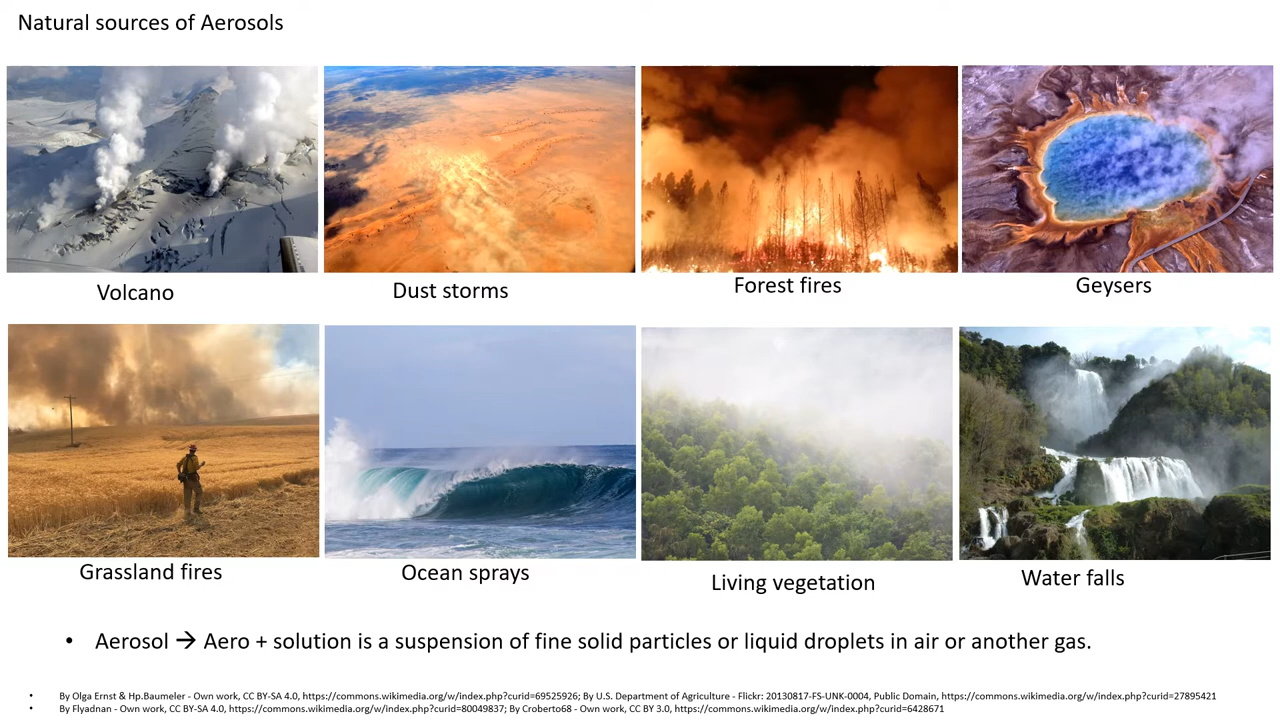 Natural sources of Aerosols
Volcano
Dust storms
Forest fires
Geysers
Grassland fires
Ocean sprays
Living vegetation
Water falls
• Aerosol → Aero + solution is a suspension of fine solid particles or liquid droplets in air or another gas.
• By Olga Ernst & Hp.Baumeler - Own work, CC BY-SA 4.0, https://commons.wikimedia.org/w/index.php?curid=69525926; By U.S. Department of Agriculture - Flickr: 20130817-FS-UNK-0004, Public Domain, https://commons.wikimedia.org/w/index.php?curid=27895421
• By Flyadnan - Own work, CC BY-SA 4.0, https://commons.wikimedia.org/w/index.php?curid=80049837; By Croberto68 - Own work, CC BY 3.0, https://commons.wikimedia.org/w/index.php?curid=6428671